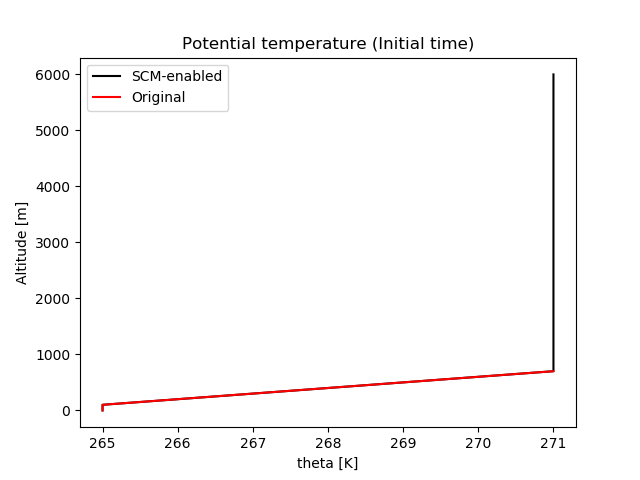 Potential temperature (Initial time)
SCM-enabled
Original
Altitude [m]
6000
5000
4000
3000
2000
1000
0
265 266 267 268 269 270 271
theta [K]